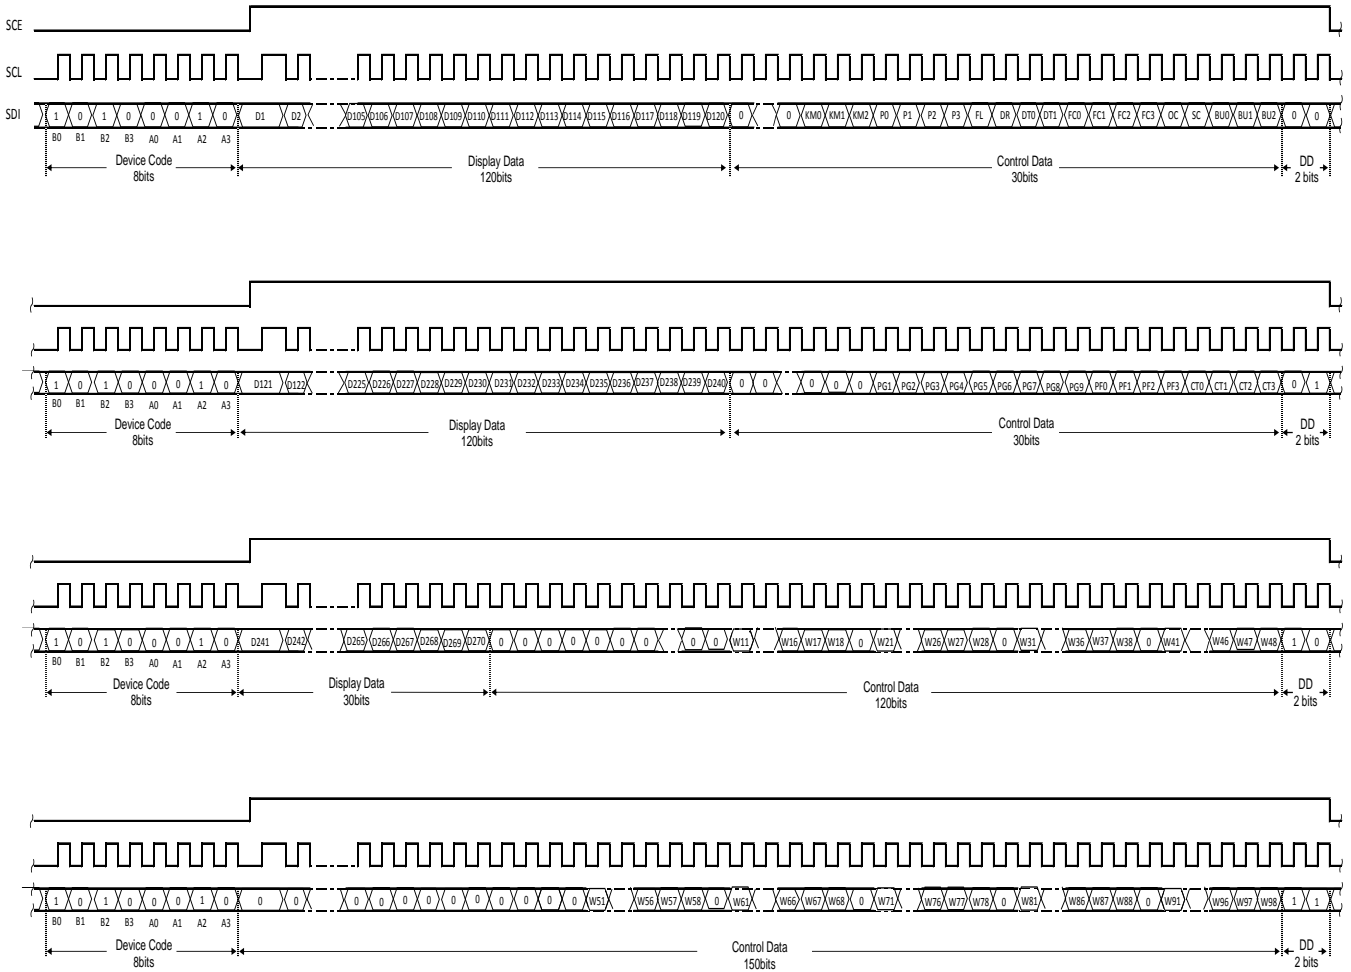 SCE
SCL
SDI 1 0 1 0 0 0 1 0 D1 D2 D105 D106 D107 D108 D109 D110 D111 D112 D113 D114 D115 D116 D117 D118 D119 D120 0 0 KM0 KM1 KM2 P0 P1 P2 P3 FL DR DT0 DT1 FC0 FC1 FC2 FC3 OC SC BU0 BU1 BU2 0 0
B0 B1 B2 B3 A0 A1 A2 A3
Device Code Display Data Control Data DD
8bits 120bits 30bits 2 bits
1 0 1 0 0 0 1 0 D121 D122 D225 D226 D227 D228 D229 D230 D231 D232 D233 D234 D235 D236 D237 D238 D239 D240 0 0 0 0 0 PG1 PG2 PG3 PG4 PG5 PG6 PG7 PG8 PG9 PF0 PF1 PF2 PF3 CT0 CT1 CT2 CT3 0 1
B0 B1 B2 B3 A0 A1 A2 A3
Device Code Display Data Control Data DD
8bits 120bits 30bits 2 bits
1 0 1 0 0 0 1 0 D241 D242 D265 D266 D267 D268 D269 D270 0 0 0 0 0 0 0 0 0 W11 W16 W17 W18 0 W21 W26 W27 W28 0 W31 W36 W37 W38 0 W41 W46 W47 W48 1 0
B0 B1 B2 B3 A0 A1 A2 A3
Device Code Display Data Control Data DD
8bits 30bits 120bits 2 bits
1 0 1 0 0 0 1 0 0 0 0 0 0 0 0 0 0 0 0 0 W51 W56 W57 W58 0 W61 W66 W67 W68 0 W71 W76 W77 W78 0 W81 W86 W87 W88 0 W91 W96 W97 W98 1 1
B0 B1 B2 B3 A0 A1 A2 A3
Device Code Control Data DD
8bits 150bits 2 bits